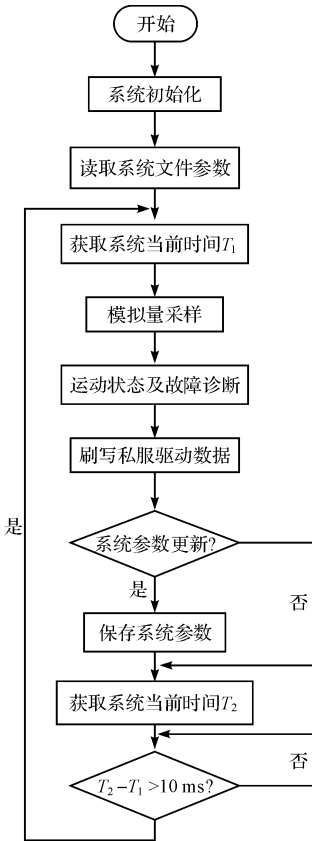 开始
系统初始化
读取系统文件参数
获取系统当前时间T₁
模拟量采样
运动状态及故障诊断
刷写私服驱动数据
系统参数更新?
是
是
否
保存系统参数
获取系统当前时间T₂
否
T₂-T₁>10 ms?